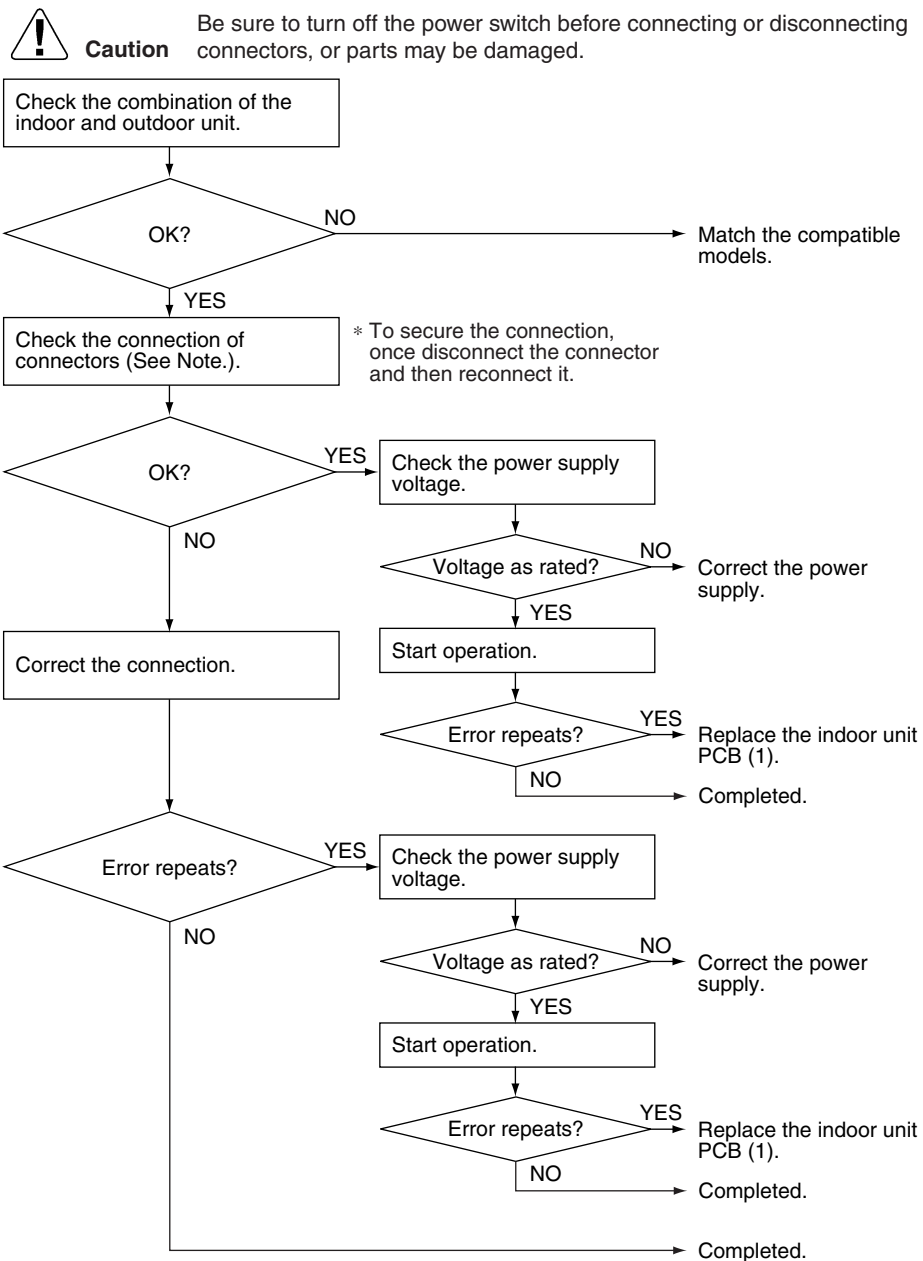 Be sure to turn off the power switch before connecting or disconnecting
Caution connectors, or parts may be damaged.
Check the combination of the
indoor and outdoor unit.
OK?
NO
Match the compatible
models.
YES
Check the connection of
connectors (See Note.).
* To secure the connection,
once disconnect the connector
and then reconnect it.
OK?
YES
Check the power supply
voltage.
NO
Voltage as rated?
NO
Correct the power
supply.
YES
Correct the connection.
Start operation.
Error repeats?
YES
Replace the indoor unit
PCB (1).
NO
Completed.
Error repeats?
YES
Check the power supply
voltage.
NO
Voltage as rated?
NO
Correct the power
supply.
YES
Start operation.
Error repeats?
YES
Replace the indoor unit
PCB (1).
NO
Completed.
Completed.